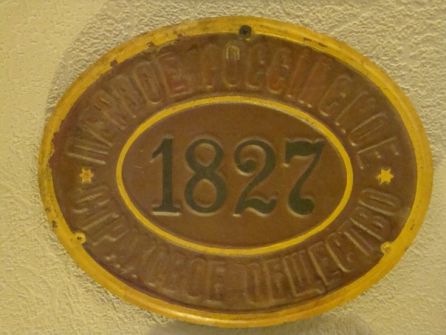 ПЕРВОЕ РОССІЙСКОЕ
1827
СТРАХОВОЕ ОБЩЕСТВО